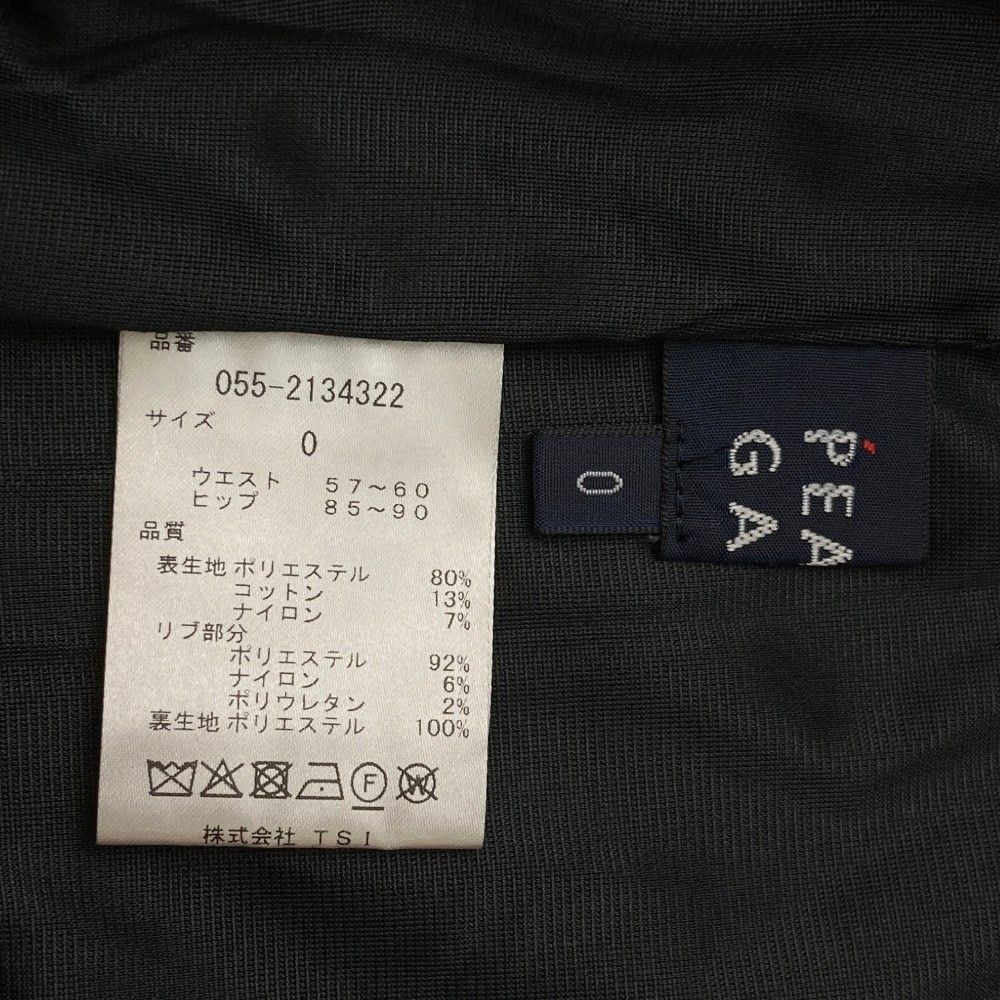 品番
055-2134322
サイズ
0
ウエスト 57~60
ヒップ 85~90
品質
表生地 ポリエステル 80%
コットン 13%
ナイロン 7%
リブ部分
ポリエステル 92%
ナイロン 6%
ポリウレタン 2%
裏生地 ポリエステル 100%
F W
株式会社 TSI
0
PEA
GA